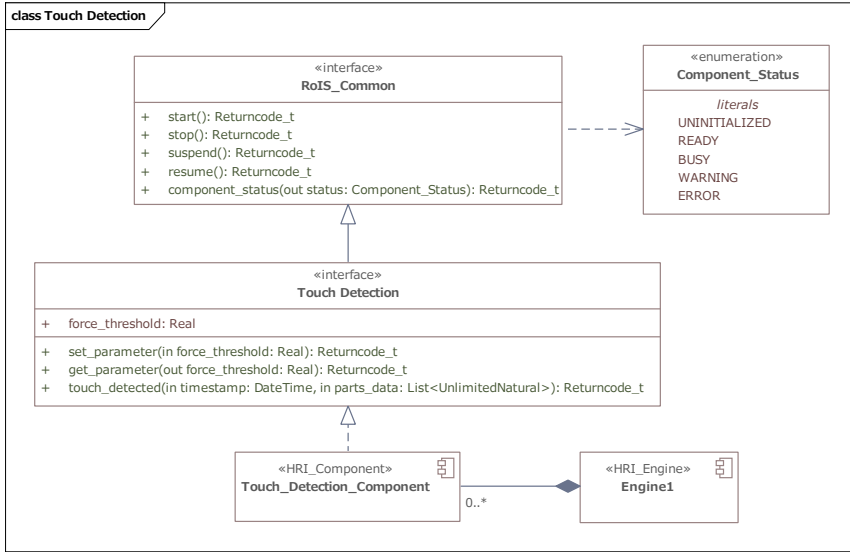 class Touch Detection
«interface»
RoIS_Common
+ start(): Returncode_t
+ stop(): Returncode_t
+ suspend(): Returncode_t
+ resume(): Returncode_t
+ component_status(out status: Component_Status): Returncode_t
«enumeration»
Component_Status
literals
UNINITIALIZED
READY
BUSY
WARNING
ERROR
«interface»
Touch Detection
+ force_threshold: Real
+ set_parameter(in force_threshold: Real): Returncode_t
+ get_parameter(out force_threshold: Real): Returncode_t
+ touch_detected(in timestamp: DateTime, in parts_data: List<UnlimitedNatural>): Returncode_t
«HRI_Component»
Touch_Detection_Component
0..*
«HRI_Engine»
Engine1